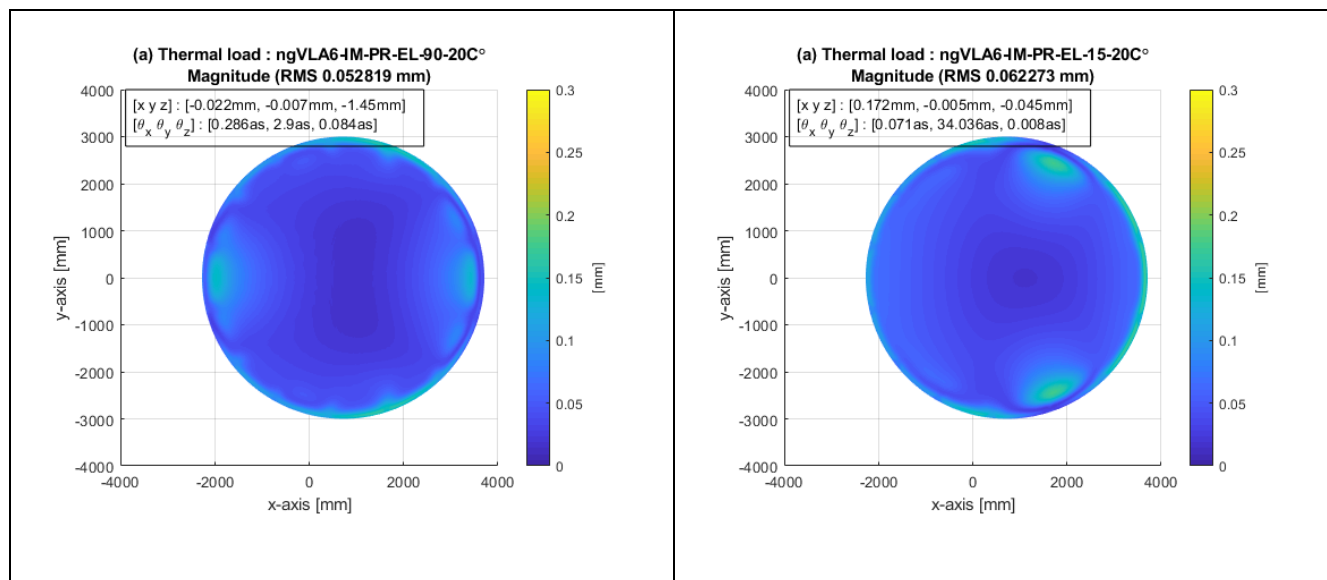 (a) Thermal load : ngVLA6-IM-PR-EL-90-20C°
Magnitude (RMS 0.052819 mm)
[x y z] : [-0.022mm, -0.007mm, -1.45mm]
[θx θy θz] : [0.286as, 2.9as, 0.084as]
4000
3000
2000
1000
0
-1000
-2000
-3000
-4000
y-axis [mm]
-4000 -2000 0 2000 4000
x-axis [mm]
0.3
0.25
0.2
0.15
0.1
0.05
0
[mm]
(a) Thermal load : ngVLA6-IM-PR-EL-15-20C°
Magnitude (RMS 0.062273 mm)
[x y z] : [0.172mm, -0.005mm, -0.045mm]
[θx θy θz] : [0.071as, 34.036as, 0.008as]
4000
3000
2000
1000
0
-1000
-2000
-3000
-4000
y-axis [mm]
-4000 -2000 0 2000 4000
x-axis [mm]
0.3
0.25
0.2
0.15
0.1
0.05
0
[mm]